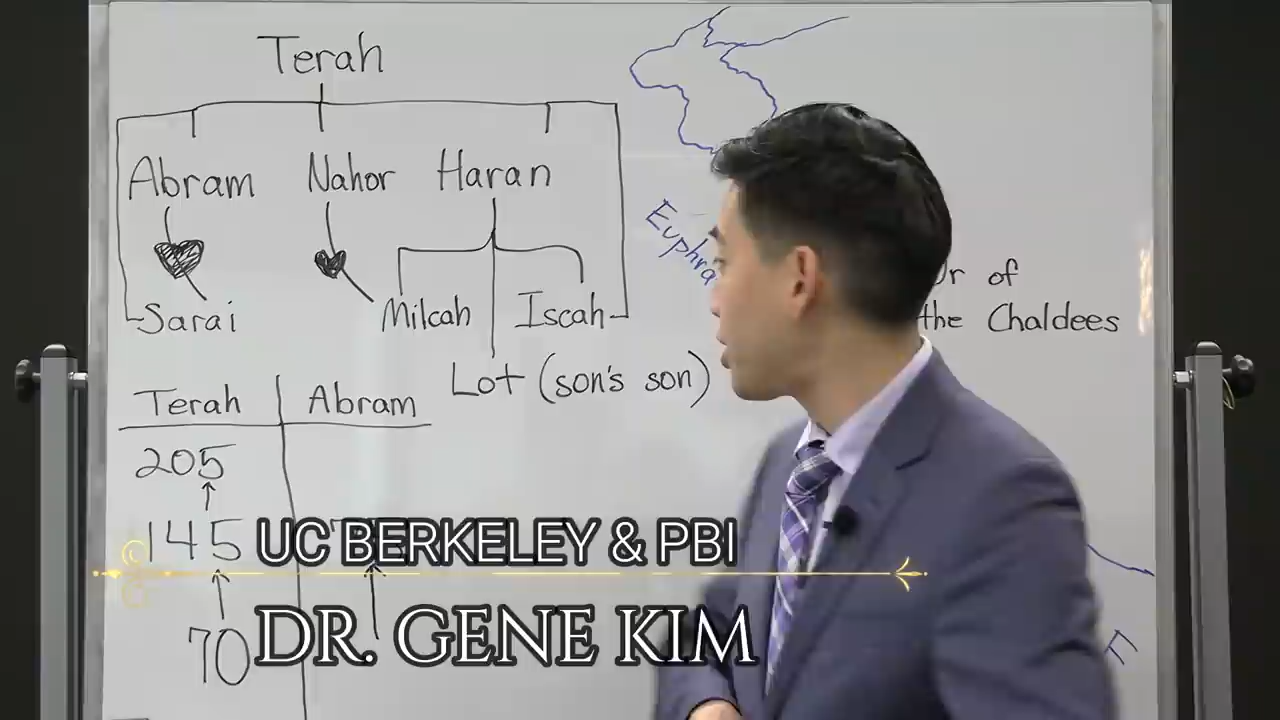 Terah
Abram Nahor Haran
Sarai Milcah Iscah
Lot (son's son)
Euphra
of
the Chaldees
Terah Abram
205
145
70
UC BERKELEY & PBI
DR. GENE KIM